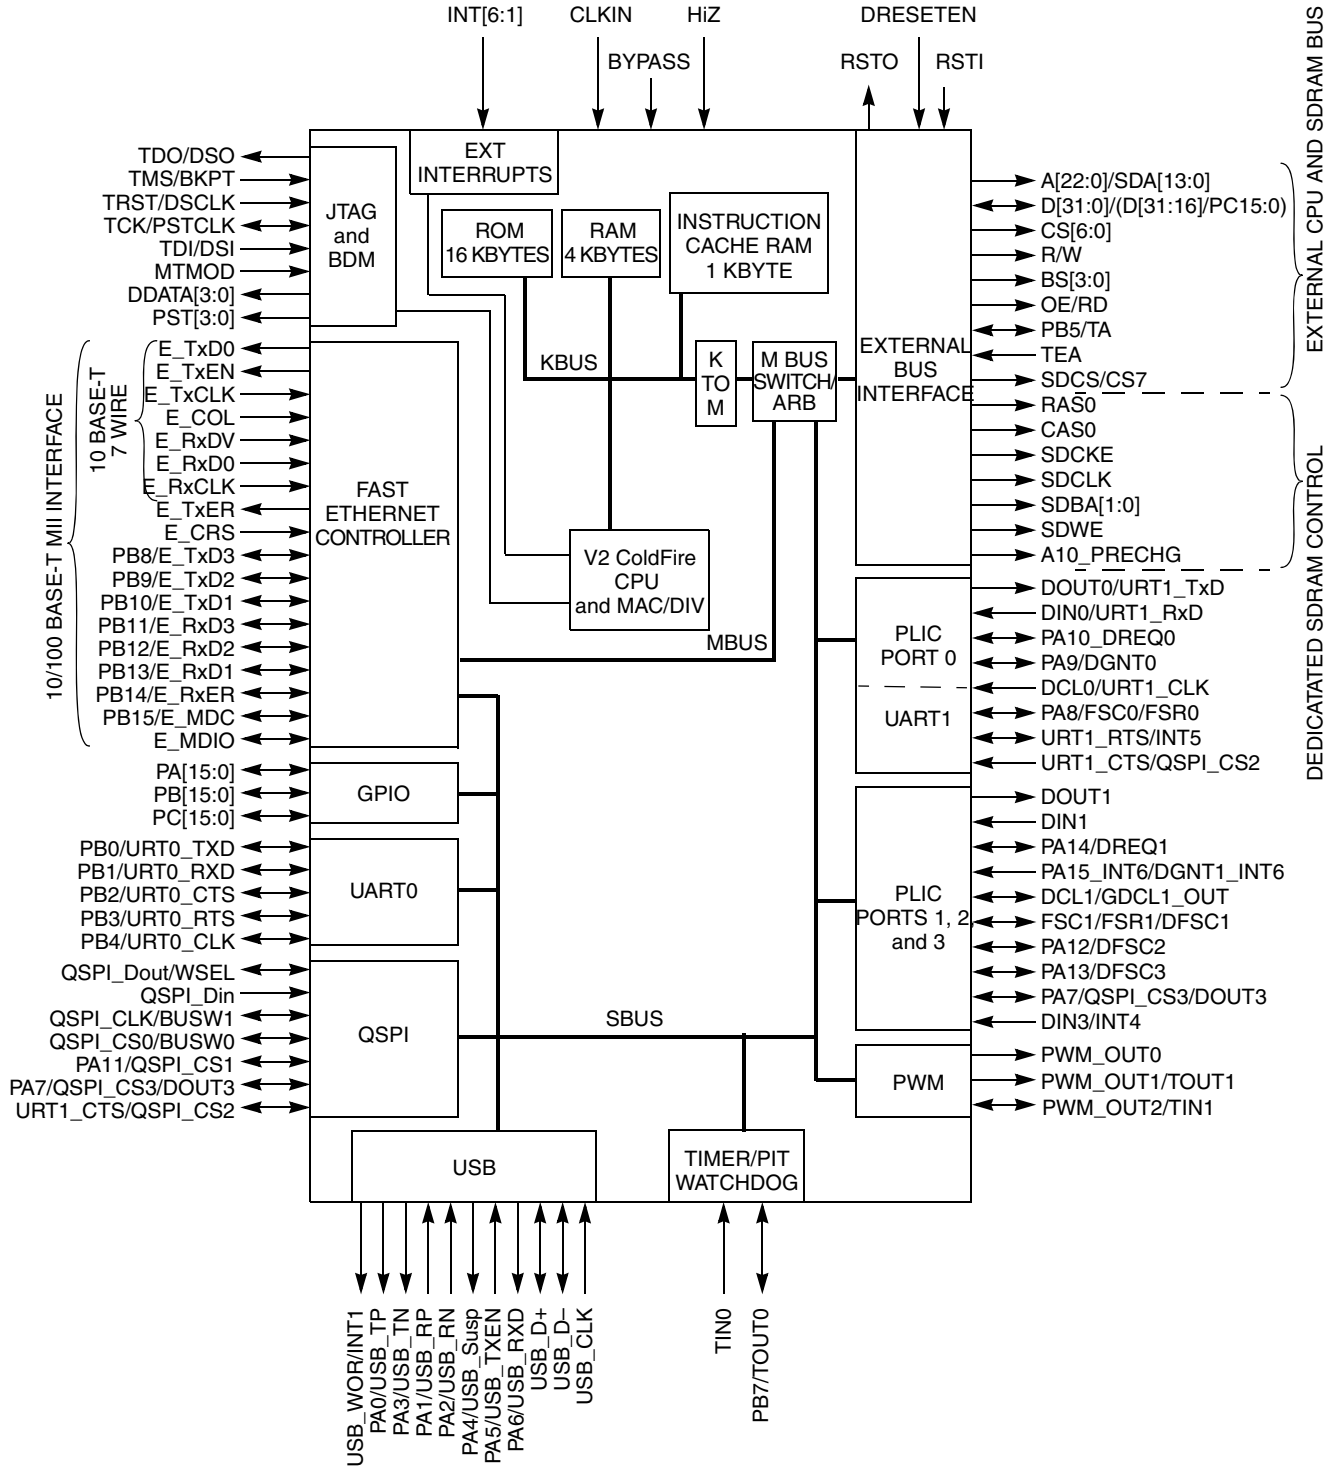 INT[6:1]
CLKIN
HiZ
DRESETEN
BYPASS
RSTO
RSTI
EXT
INTERRUPTS
TDO/DSO
TMS/BKPT
TRST/DSCLK
TCK/PSTCLK
TDI/DSI
MTMOD
DDATA[3:0]
PST[3:0]
JTAG
and
BDM
ROM
16 KBYTES
RAM
4 KBYTES
INSTRUCTION
CACHE RAM
1 KBYTE
KBUS
K
TO
M
M BUS
SWITCH/
ARB
EXTERNAL
BUS
INTERFACE
A[22:0]/SDA[13:0]
D[31:0]/(D[31:16]/PC15:0)
CS[6:0]
R/W
BS[3:0]
OE/RD
PB5/TA
TEA
SDCS/CS7
EXTERNAL CPU AND SDRAM BUS
RAS0
CAS0
SDCKE
SDCLK
SDBA[1:0]
SDWE
A10_PRECHG
DEDICATATED SDRAM CONTROL
10/100 BASE-T MII INTERFACE
10 BASE-T
7 WIRE
E_TxD0
E_TxEN
E_TxCLK
E_COL
E_RxDV
E_RxD0
E_RxCLK
E_TxER
E_CRS
PB8/E_TxD3
PB9/E_TxD2
PB10/E_TxD1
PB11/E_RxD3
PB12/E_RxD2
PB13/E_RxD1
PB14/E_RxER
PB15/E_MDC
E_MDIO
FAST
ETHERNET
CONTROLLER
V2 ColdFire
CPU
and MAC/DIV
MBUS
PLIC
PORT 0
UART1
DOUT0/URT1_TxD
DIN0/URT1_RxD
PA10_DREQ0
PA9/DGNT0
DCL0/URT1_CLK
PA8/FSC0/FSR0
URT1_RTS/INT5
URT1_CTS/QSPI_CS2
PA[15:0]
PB[15:0]
PC[15:0]
GPIO
PB0/URT0_TXD
PB1/URT0_RXD
PB2/URT0_CTS
PB3/URT0_RTS
PB4/URT0_CLK
UART0
PLIC
PORTS 1, 2,
and 3
DOUT1
DIN1
PA14/DREQ1
PA15_INT6/DGNT1_INT6
DCL1/GDCL1_OUT
FSC1/FSR1/DFSC1
PA12/DFSC2
PA13/DFSC3
PA7/QSPI_CS3/DOUT3
DIN3/INT4
QSPI_Dout/WSEL
QSPI_Din
QSPI_CLK/BUSW1
QSPI_CS0/BUSW0
PA11/QSPI_CS1
PA7/QSPI_CS3/DOUT3
URT1_CTS/QSPI_CS2
QSPI
SBUS
PWM
PWM_OUT0
PWM_OUT1/TOUT1
PWM_OUT2/TIN1
USB
TIMER/PIT
WATCHDOG
USB_WOR/INT1
PA0/USB_TP
PA3/USB_TN
PA1/USB_RP
PA2/USB_RN
PA4/USB_Susp
PA5/USB_TXEN
PA6/USB_RXD
USB_D+
USB_D–
USB_CLK
TIN0
PB7/TOUT0